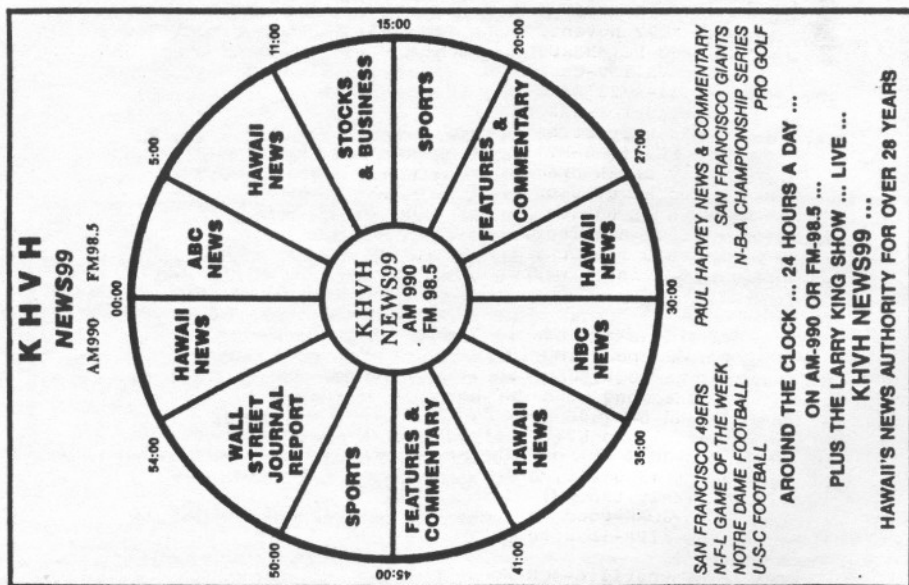 K H V H
NEWS99
AM990 FM98.5
00:00
ABC
NEWS
5:00
HAWAII
NEWS
11:00
STOCKS
& BUSINESS
15:00
SPORTS
20:00
FEATURES &
COMMENTARY
27:00
HAWAII
NEWS
30:00
NBC
NEWS
35:00
HAWAII
NEWS
41:00
FEATURES &
COMMENTARY
45:00
SPORTS
50:00
WALL
STREET
JOURNAL
REPORT
54:00
HAWAII
NEWS
KHVH
NEWS99
AM 990
FM 98.5
SAN FRANCISCO 49ERS PAUL HARVEY NEWS & COMMENTARY
N-F-L GAME OF THE WEEK SAN FRANCISCO GIANTS
NOTRE DAME FOOTBALL N-B-A CHAMPIONSHIP SERIES
U-S-C FOOTBALL PRO GOLF
AROUND THE CLOCK ... 24 HOURS A DAY ...
ON AM-990 OR FM-98.5 ...
PLUS THE LARRY KING SHOW ... LIVE ...
KHVH NEWS99 ...
HAWAII'S NEWS AUTHORITY FOR OVER 28 YEARS